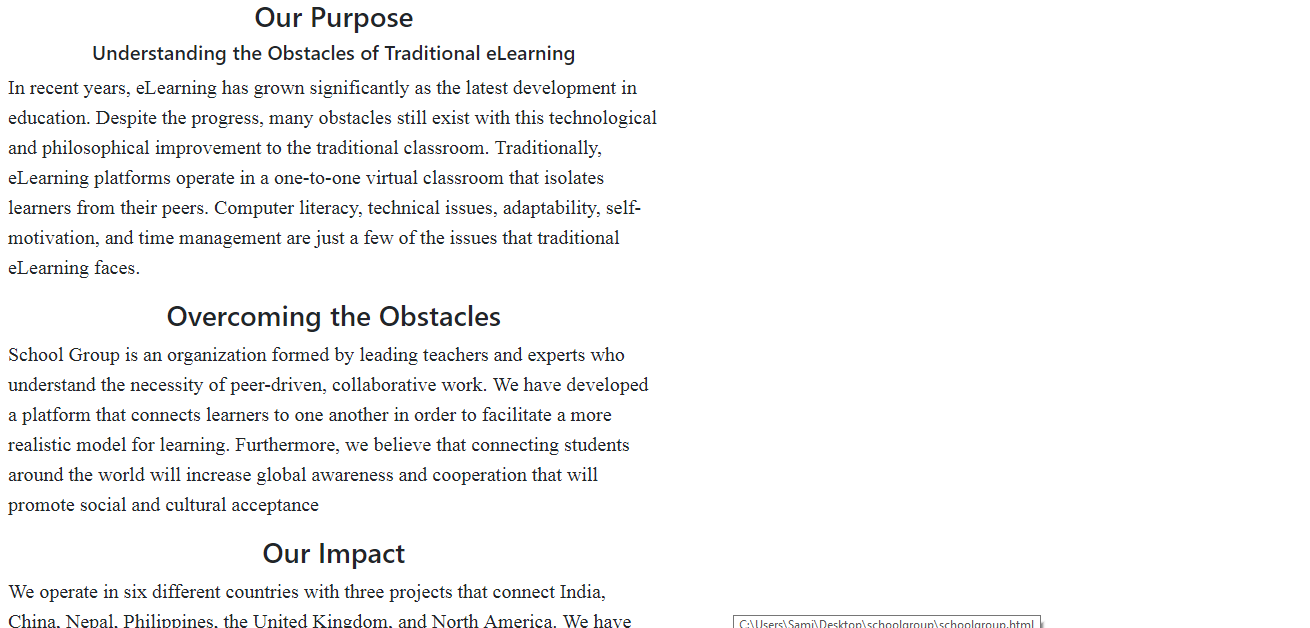 Our Purpose
Understanding the Obstacles of Traditional eLearning
In recent years, eLearning has grown significantly as the latest development in
education. Despite the progress, many obstacles still exist with this technological
and philosophical improvement to the traditional classroom. Traditionally,
eLearning platforms operate in a one-to-one virtual classroom that isolates
learners from their peers. Computer literacy, technical issues, adaptability, self-
motivation, and time management are just a few of the issues that traditional
eLearning faces.
Overcoming the Obstacles
School Group is an organization formed by leading teachers and experts who
understand the necessity of peer-driven, collaborative work. We have developed
a platform that connects learners to one another in order to facilitate a more
realistic model for learning. Furthermore, we believe that connecting students
around the world will increase global awareness and cooperation that will
promote social and cultural acceptance
Our Impact
We operate in six different countries with three projects that connect India,
China, Nepal, Philippines, the United Kingdom, and North America. We have
C:\Users\Sami\Desktop\schoolgroup\schoolgroup.html